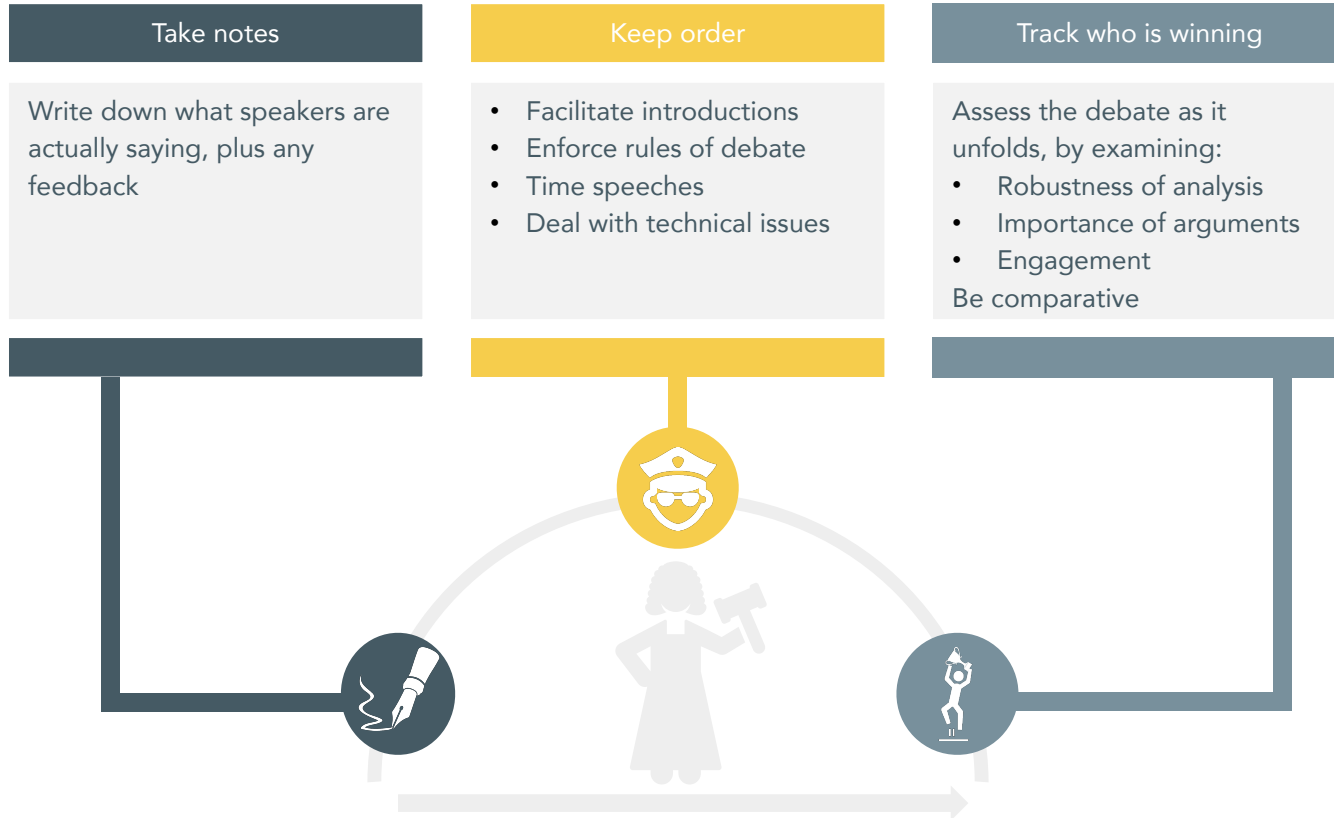 Take notes
Write down what speakers are
actually saying, plus any
feedback
Keep order
• Facilitate introductions
• Enforce rules of debate
• Time speeches
• Deal with technical issues
Track who is winning
Assess the debate as it
unfolds, by examining:
• Robustness of analysis
• Importance of arguments
• Engagement
Be comparative